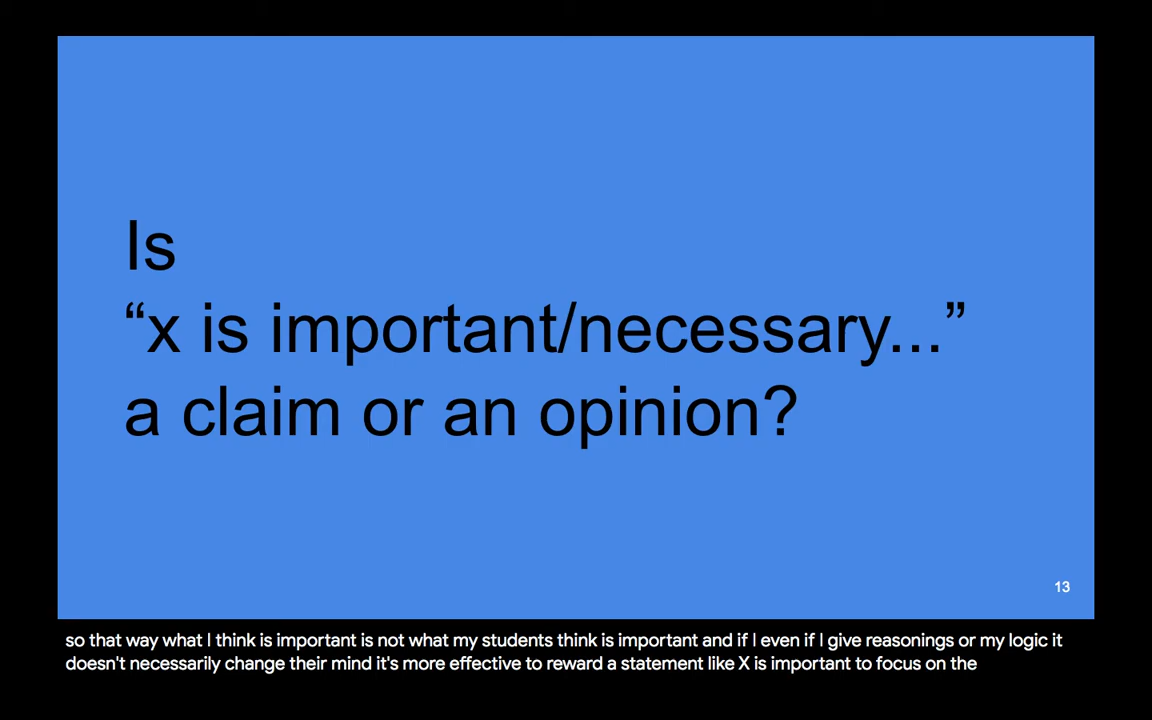 Is
“x is important/necessary...”
a claim or an opinion?
13
so that way what I think is important is not what my students think is important and if I even if I give reasonings or my logic it
doesn't necessarily change their mind it's more effective to reward a statement like X is important to focus on the